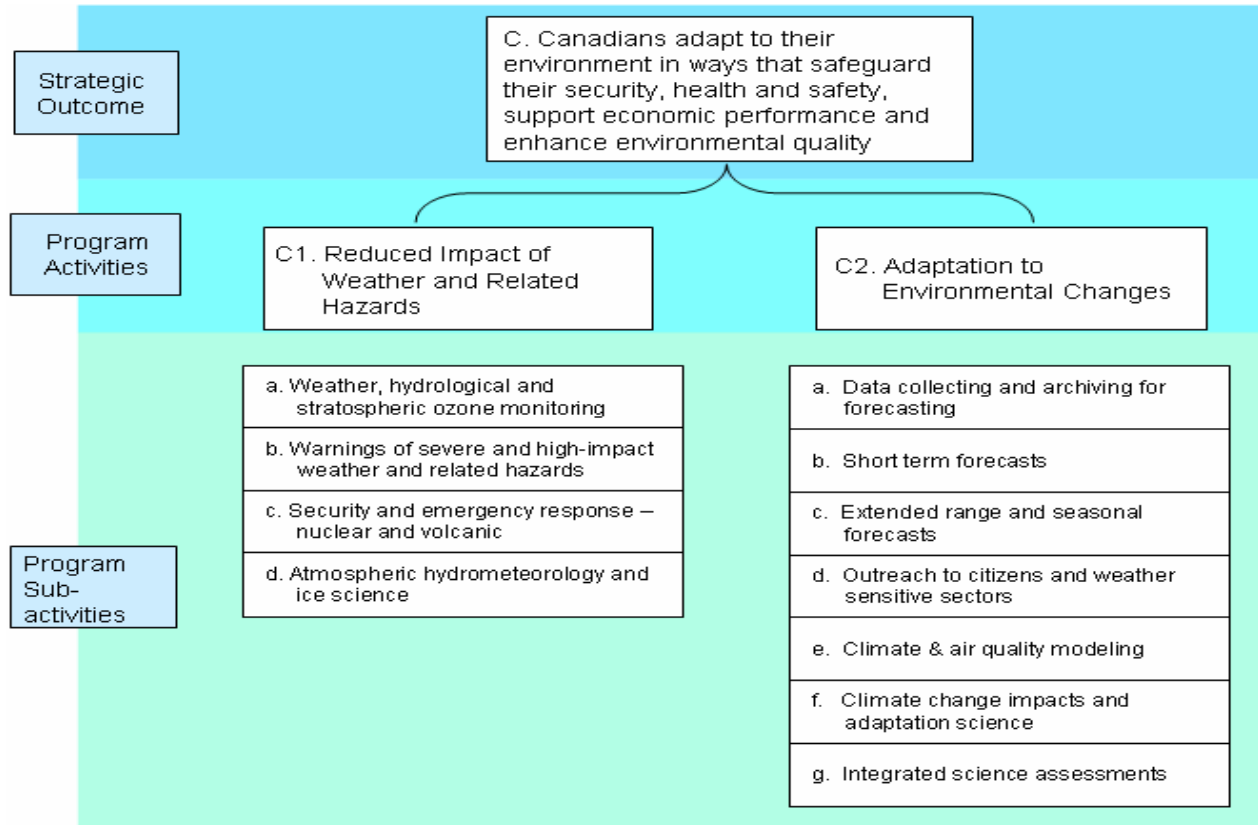 Strategic
Outcome
C. Canadians adapt to their
environment in ways that safeguard
their security, health and safety,
support economic performance and
enhance environmental quality
Program
Activities
C1. Reduced Impact of
Weather and Related
Hazards
C2. Adaptation to
Environmental Changes
Program
Sub-
activities
a. Weather, hydrological and
stratospheric ozone monitoring
b. Warnings of severe and high-impact
weather and related hazards
c. Security and emergency response –
nuclear and volcanic
d. Atmospheric hydrometeorology and
ice science
a. Data collecting and archiving for
forecasting
b. Short term forecasts
c. Extended range and seasonal
forecasts
d. Outreach to citizens and weather
sensitive sectors
e. Climate & air quality modeling
f. Climate change impacts and
adaptation science
g. Integrated science assessments